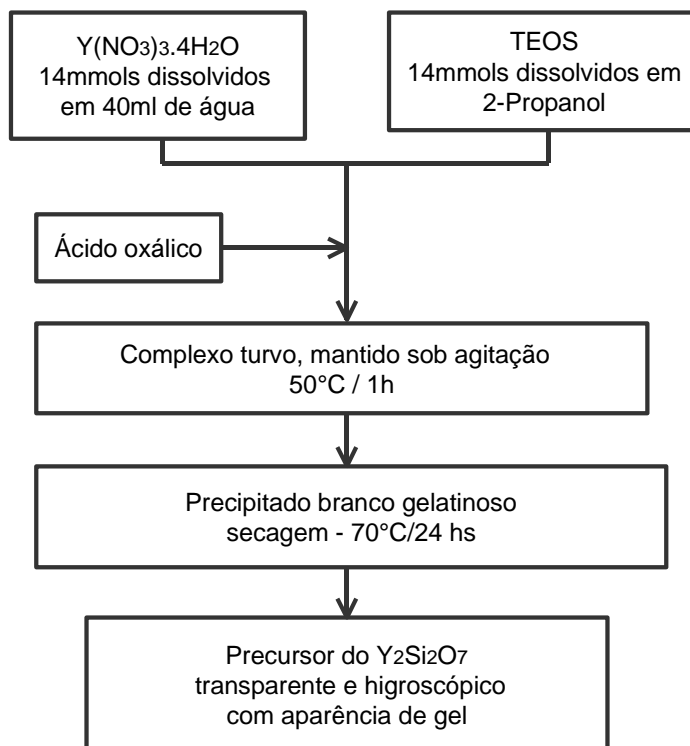 Y(NO3)3.4H2O
14mmols dissolvidos
em 40ml de água
TEOS
14mmols dissolvidos em
2-Propanol
Ácido oxálico
Complexo turvo, mantido sob agitação
50°C / 1h
Precipitado branco gelatinoso
secagem - 70°C/24 hs
Precursor do Y2Si2O7
transparente e higroscópico
com aparência de gel